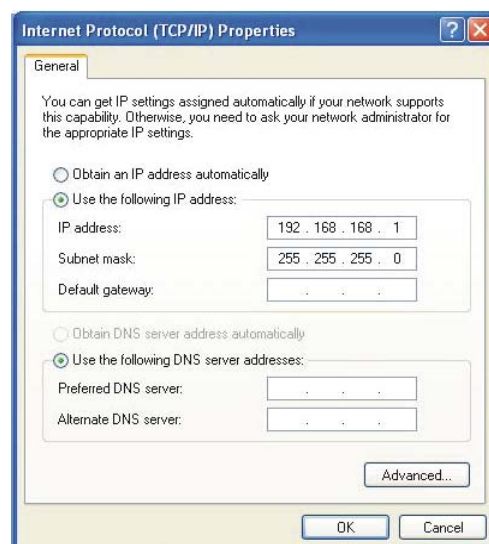 Internet Protocol (TCP/IP) Properties
General
You can get IP settings assigned automatically if your network supports
this capability. Otherwise, you need to ask your network administrator for
the appropriate IP settings.
Obtain an IP address automatically
Use the following IP address:
IP address: 192 . 168 . 168 . 1
Subnet mask: 255 . 255 . 255 . 0
Default gateway: . . .
Obtain DNS server address automatically
Use the following DNS server addresses:
Preferred DNS server: . . .
Alternate DNS server: . . .
Advanced...
OK Cancel